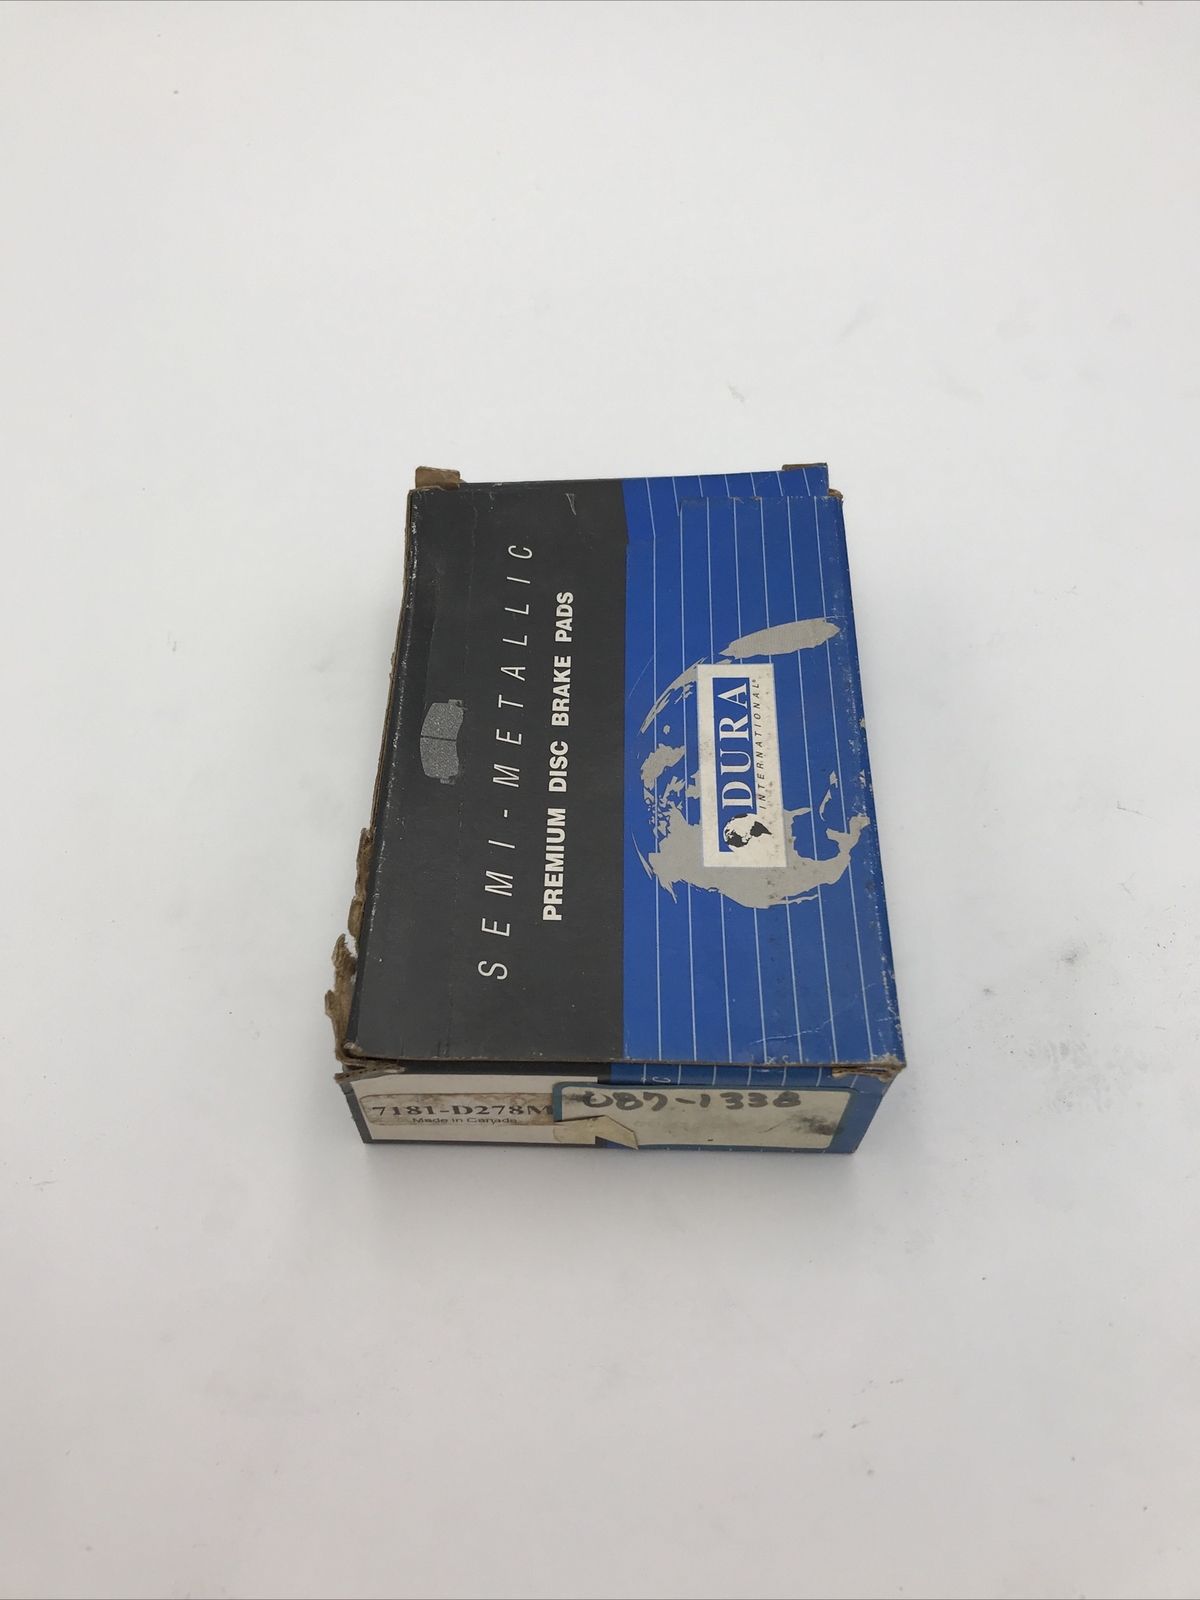 SEMI-METALLIC
PREMIUM DISC BRAKE PADS
DURA
INTERNATIONAL®
7181-D278M
Made in Canada
087-1338